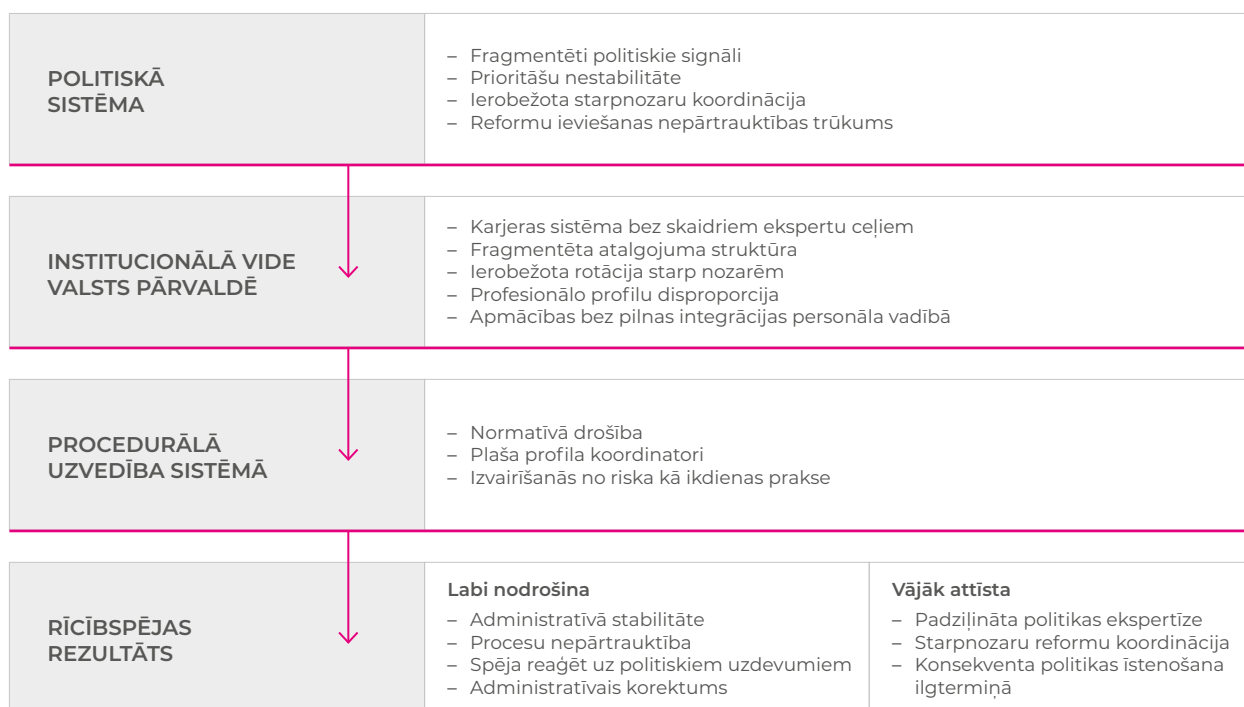 POLITISKĀ
SISTĒMA
– Fragmentēti politiskie signāli
– Prioritāšu nestabilitāte
– Ierobežota starpnozaru koordinācija
– Reformu ieviešanas nepārtrauktības trūkums
INSTITUCIONĀLĀ VIDE
VALSTS PĀRVALDĒ
– Karjeras sistēma bez skaidriem ekspertu ceļiem
– Fragmentēta atalgojuma struktūra
– Ierobežota rotācija starp nozarēm
– Profesionālo profilu disproporcija
– Apmācības bez pilnas integrācijas personāla vadībā
PROCEDURĀLĀ
UZVEDĪBA SISTĒMĀ
– Normatīvā drošība
– Plaša profila koordinatori
– Izvairīšanās no riska kā ikdienas prakse
RĪCĪBSPĒJAS
REZULTĀTS
Labi nodrošina
– Administratīvā stabilitāte
– Procesu nepārtrauktība
– Spēja reaģēt uz politiskiem uzdevumiem
– Administratīvais korektums
Vājāk attīsta
– Padziļināta politikas ekspertīze
– Starpnozaru reformu koordinācija
– Konsekventa politikas īstenošana
ilgtermiņā